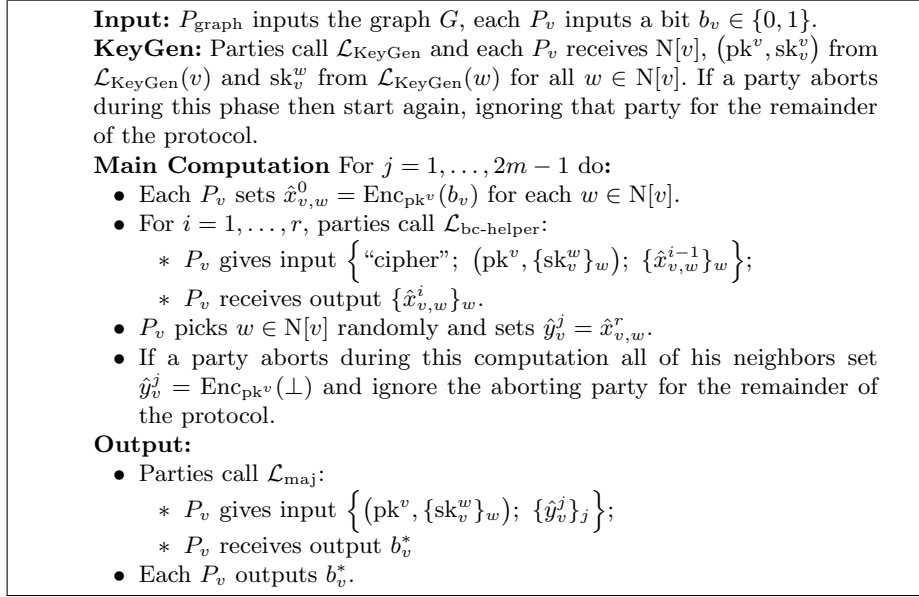 Input: P_graph inputs the graph G, each P_v inputs a bit b_v ∈ {0, 1}.
KeyGen: Parties call ℒ_KeyGen and each P_v receives N[v], (pk^v, sk_v^v) from
ℒ_KeyGen(v) and sk_v^w from ℒ_KeyGen(w) for all w ∈ N[v]. If a party aborts
during this phase then start again, ignoring that party for the remainder
of the protocol.
Main Computation For j = 1, . . . , 2m − 1 do:
• Each P_v sets x̂_{v,w}^0 = Enc_{pk^v}(b_v) for each w ∈ N[v].
• For i = 1, . . . , r, parties call ℒ_bc-helper:
∗ P_v gives input {“cipher”; (pk^v, {sk_v^w}_w); {x̂_{v,w}^{i−1}}_w};
∗ P_v receives output {x̂_{v,w}^i}_w.
• P_v picks w ∈ N[v] randomly and sets ŷ_v^j = x̂_{v,w}^r.
• If a party aborts during this computation all of his neighbors set
ŷ_v^j = Enc_{pk^v}(⊥) and ignore the aborting party for the remainder of
the protocol.
Output:
• Parties call ℒ_maj:
∗ P_v gives input {(pk^v, {sk_v^w}_w); {ŷ_v^j}_j};
∗ P_v receives output b_v^*
• Each P_v outputs b_v^*.